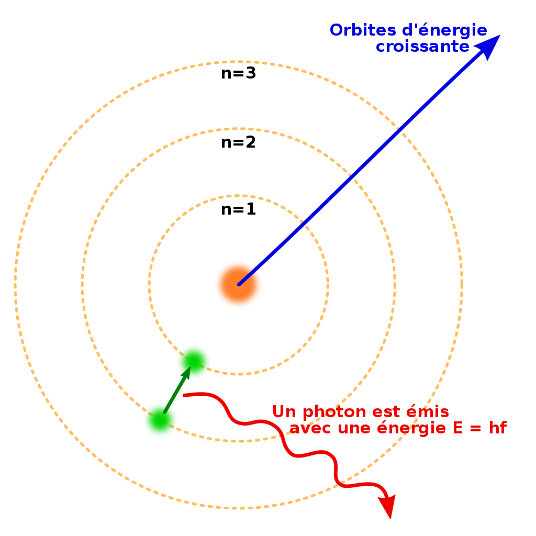 Orbites d'énergie
croissante
n=3
n=2
n=1
Un photon est émis
avec une énergie E = hf